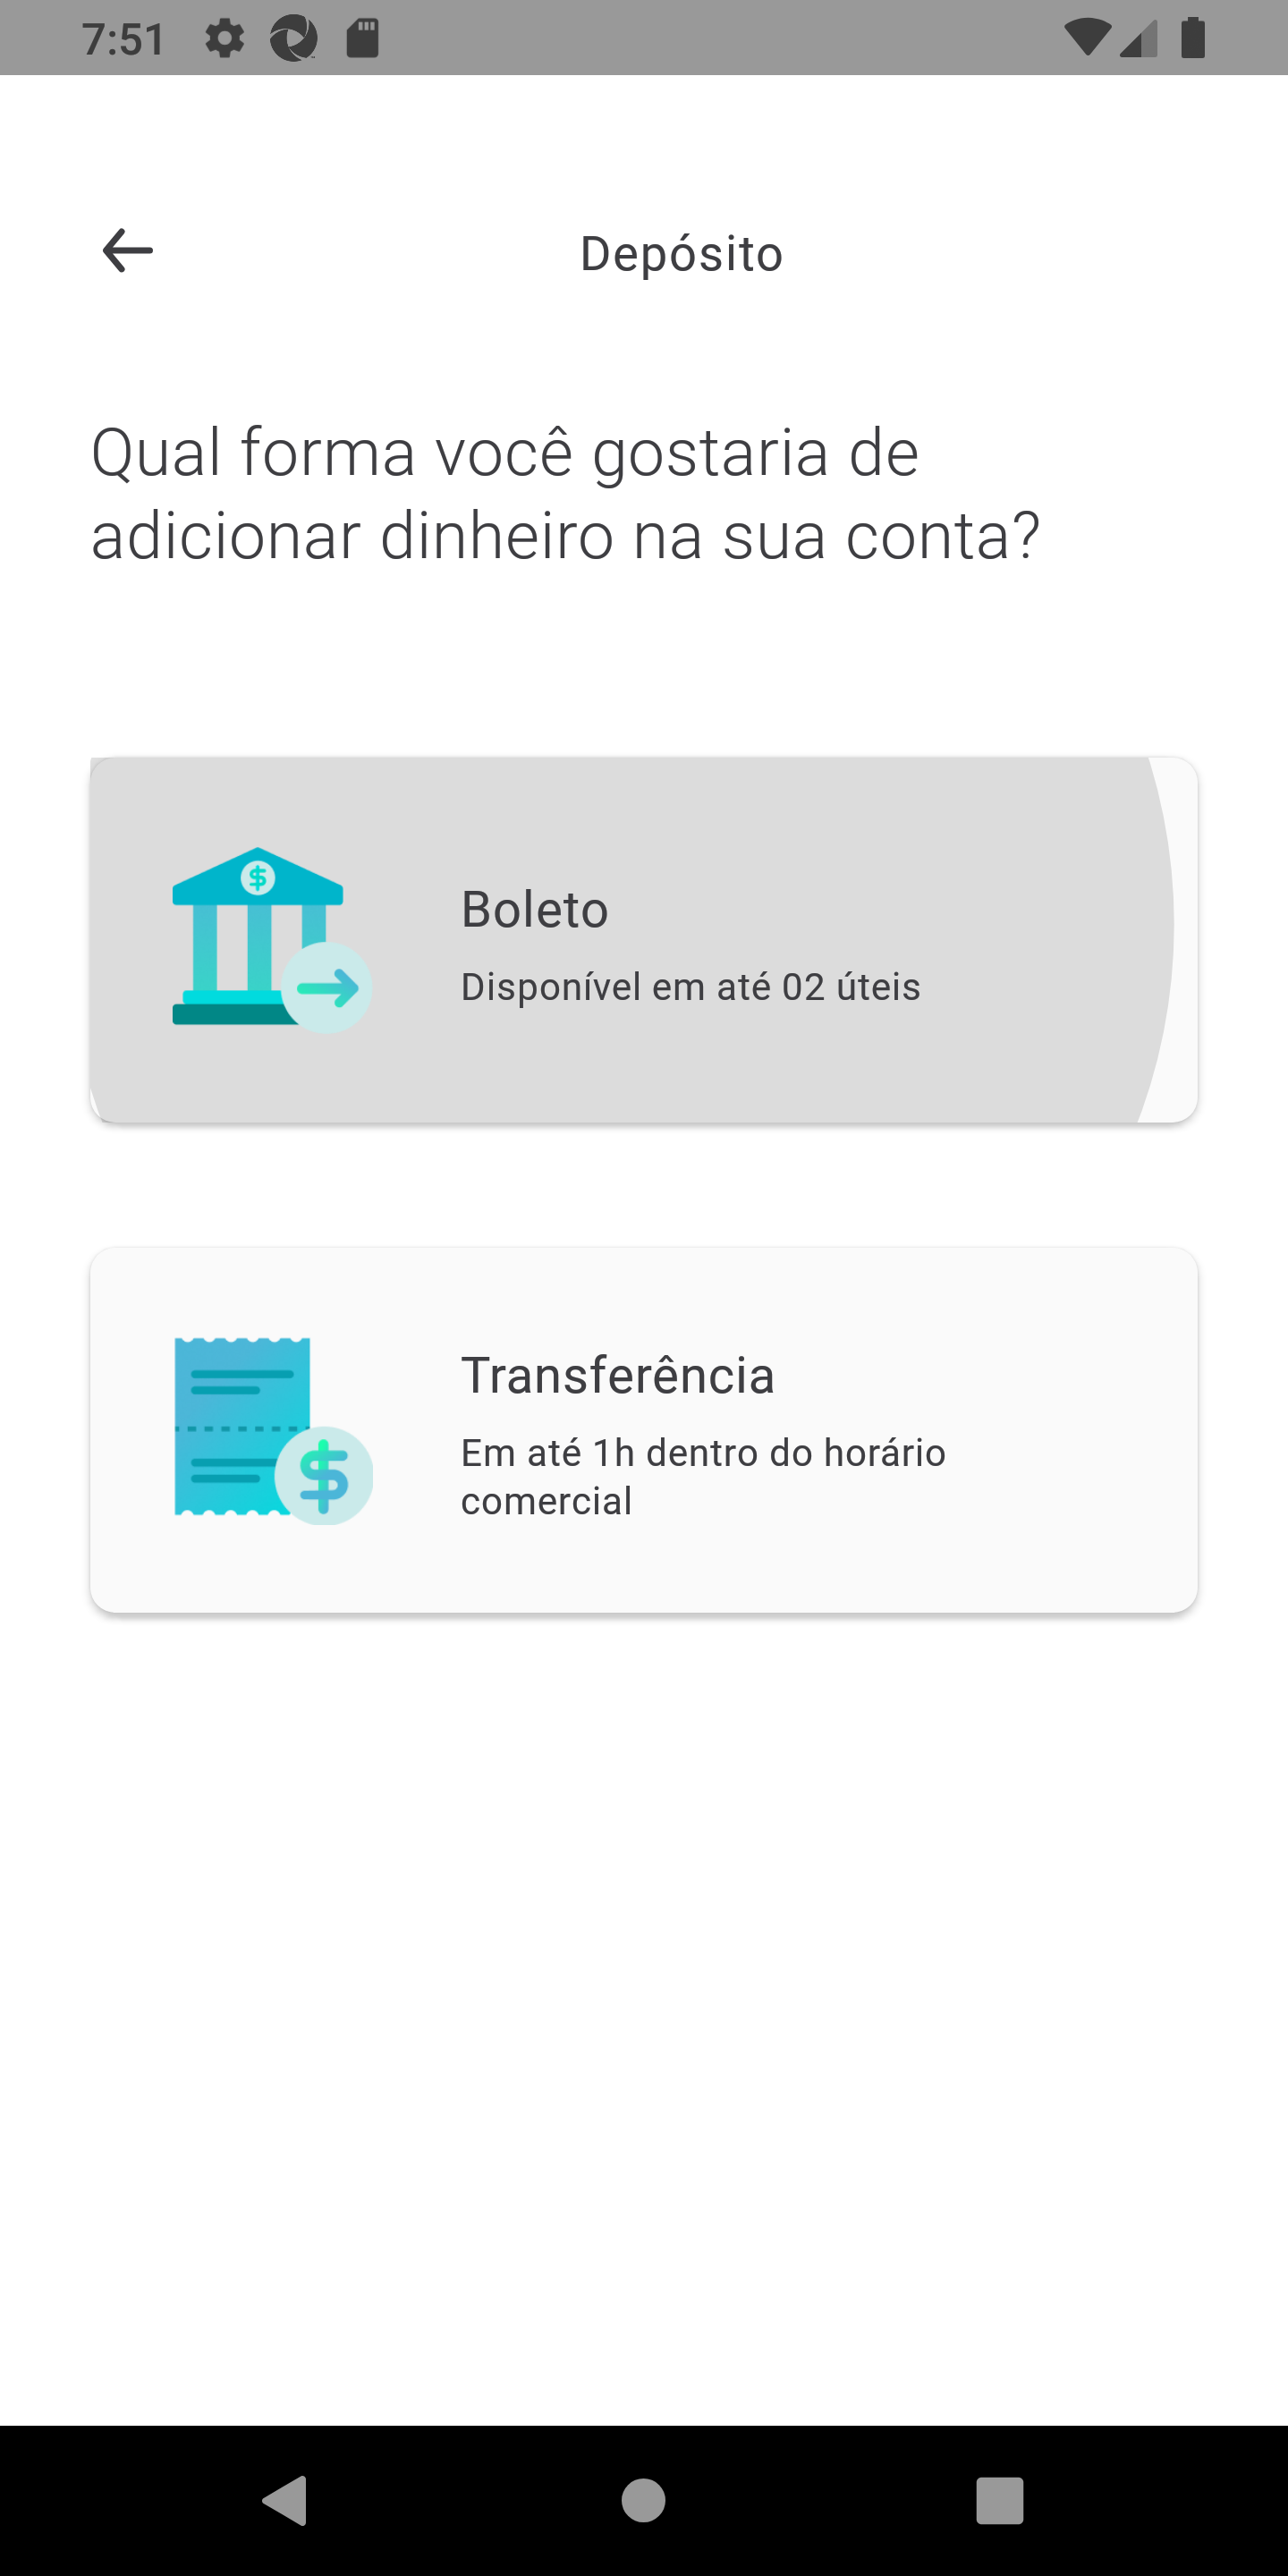 7:51
Depósito
Qual forma você gostaria de
adicionar dinheiro na sua conta?
Boleto
Disponível em até 02 úteis
Transferência
Em até 1h dentro do horário
comercial